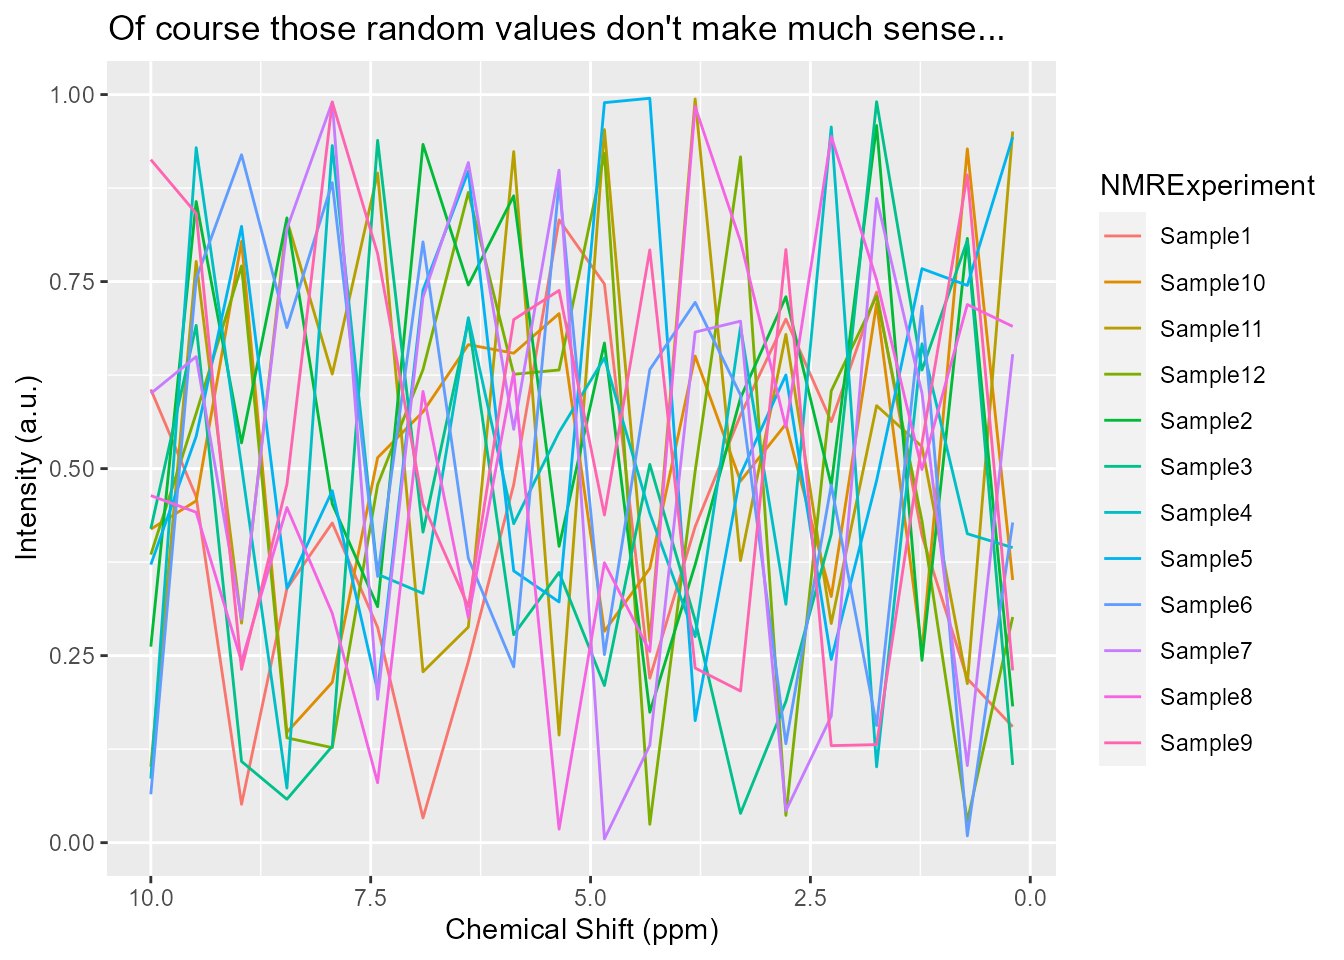 Of course those random values don't make much sense...
1.00
0.75
0.50
0.25
0.00
Intensity (a.u.)
10.0 7.5 5.0 2.5 0.0
Chemical Shift (ppm)
NMRExperiment
Sample1
Sample10
Sample11
Sample12
Sample2
Sample3
Sample4
Sample5
Sample6
Sample7
Sample8
Sample9